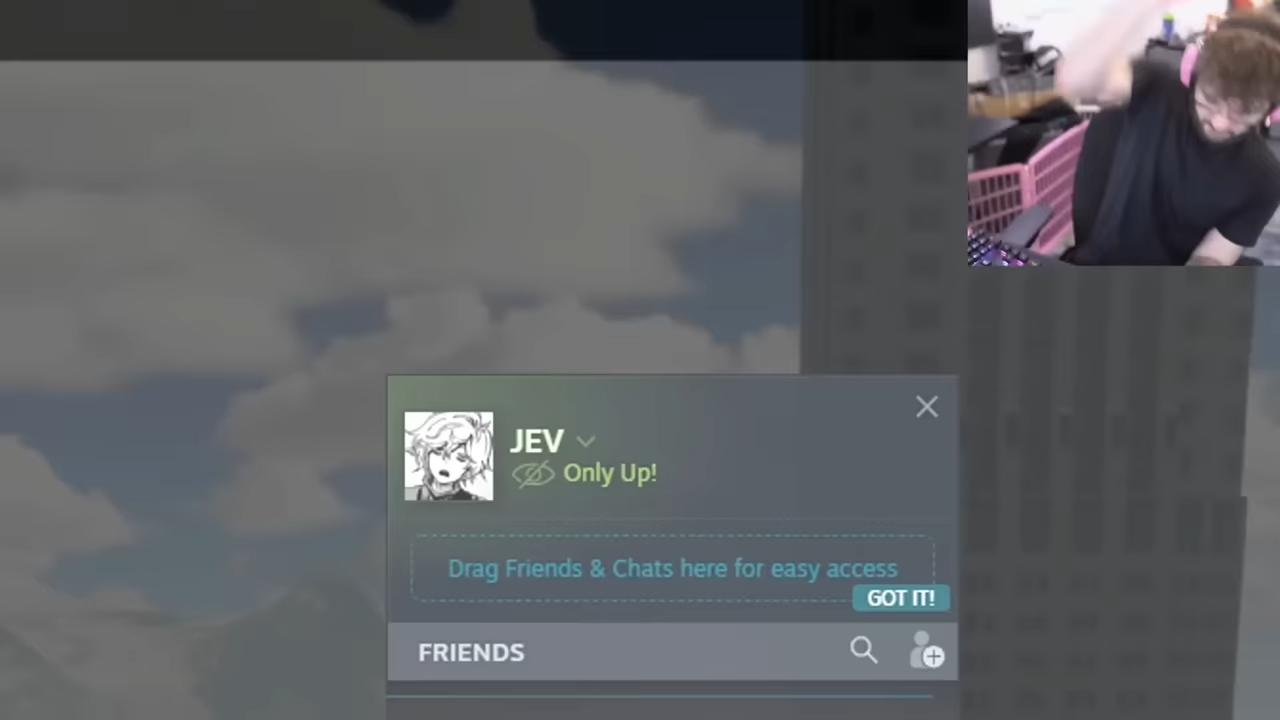 JEV
Only Up!
Drag Friends & Chats here for easy access
GOT IT!
FRIENDS